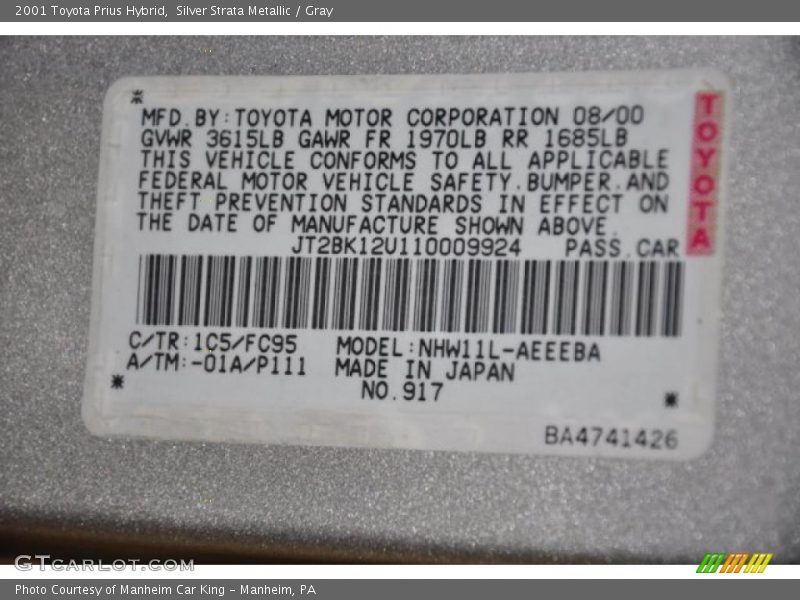 2001 Toyota Prius Hybrid,  Silver Strata Metallic / Gray
MFD.BY:TOYOTA MOTOR CORPORATION 08/00
GVWR 3615LB GAWR FR 1970LB RR 1685LB
THIS VEHICLE CONFORMS TO ALL APPLICABLE
FEDERAL MOTOR VEHICLE SAFETY.BUMPER.AND
THEFT PREVENTION STANDARDS IN EFFECT ON
THE DATE OF MANUFACTURE SHOWN ABOVE.
JT2BK12U110009924 PASS.CAR
TOYOTA
C/TR:1C5/FC95 MODEL:NHW11L-AEEEBA
A/TM:-01A/P111 MADE IN JAPAN
NO.917
BA4741426
GTCARLOT.COM
Photo Courtesy of Manheim Car King - Manheim, PA